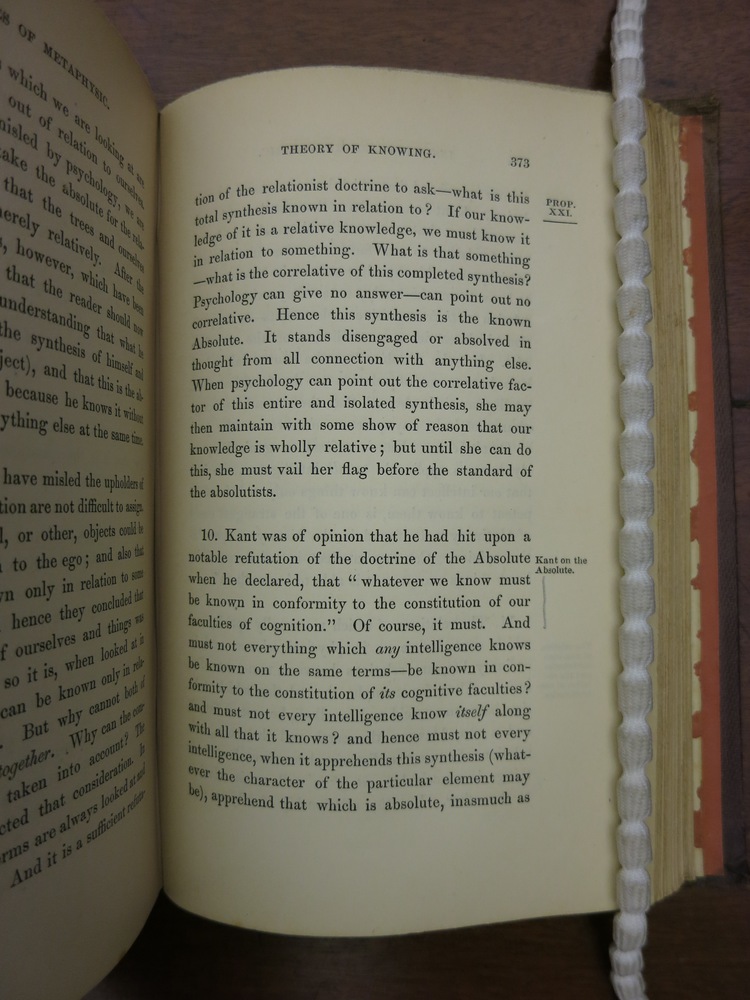 ES OF METAPHYSIC.
which we are looking at are
out of relation to ourselves,
misled by psychology, we are
take the absolute for the rela-
that the trees and ourselves
merely relatively. After the
however, which have been
that the reader should now
understanding that what he
the synthesis of himself and
ject), and that this is the ab-
because he knows it without
ything else at the same time.
have misled the upholders of
tion are not difficult to assign.
or other, objects could be
to the ego; and also that
n only in relation to some
hence they concluded that
f ourselves and things was
so it is, when looked at in
can be known only in rela-
But why cannot both of
together. Why can the com-
taken into account? The
cted that consideration. In
rms are always looked at and
And it is a sufficient refuta-
THEORY OF KNOWING.
373
tion of the relationist doctrine to ask—what is this
PROP.
XXI.
total synthesis known in relation to? If our know-
ledge of it is a relative knowledge, we must know it
in relation to something. What is that something
—what is the correlative of this completed synthesis?
Psychology can give no answer—can point out no
correlative. Hence this synthesis is the known
Absolute. It stands disengaged or absolved in
thought from all connection with anything else.
When psychology can point out the correlative fac-
tor of this entire and isolated synthesis, she may
then maintain with some show of reason that our
knowledge is wholly relative; but until she can do
this, she must vail her flag before the standard of
the absolutists.
10. Kant was of opinion that he had hit upon a
notable refutation of the doctrine of the Absolute
Kant on the
Absolute.
when he declared, that "whatever we know must
be known in conformity to the constitution of our
faculties of cognition." Of course, it must. And
must not everything which any intelligence knows
be known on the same terms—be known in con-
formity to the constitution of its cognitive faculties?
and must not every intelligence know itself along
with all that it knows? and hence must not every
intelligence, when it apprehends this synthesis (what-
ever the character of the particular element may
be), apprehend that which is absolute, inasmuch as